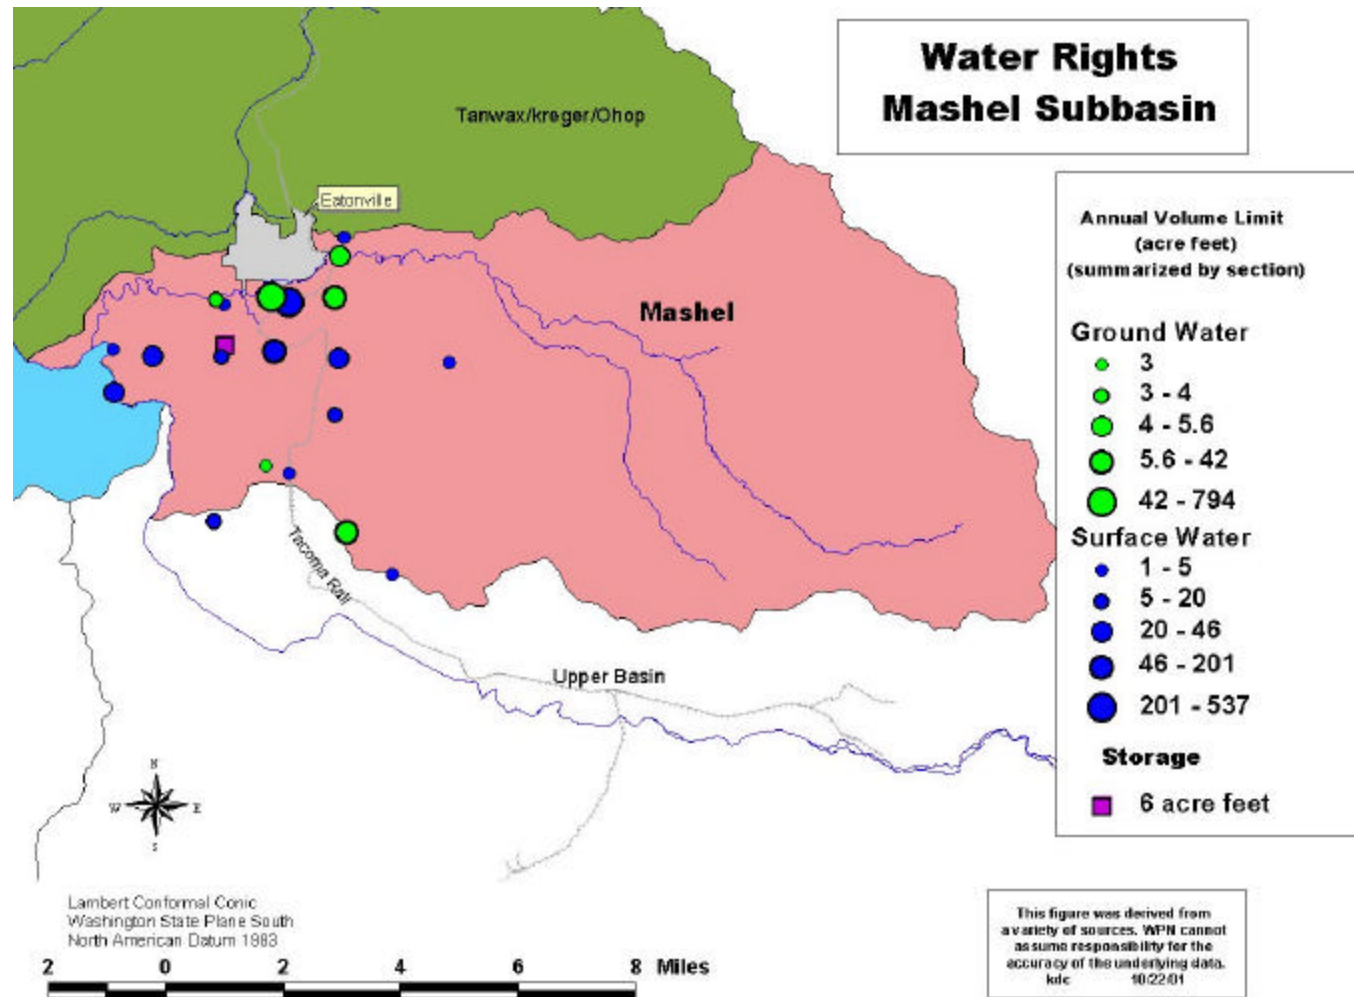 Water Rights
Mashel Subbasin
Tanwax/kreger/Ohop
Eatonville
Mashel
Annual Volume Limit
(acre feet)
(summarized by section)
Ground Water
3
3 - 4
4 - 5.6
5.6 - 42
42 - 794
Surface Water
1 - 5
5 - 20
20 - 46
46 - 201
201 - 537
Storage
6 acre feet
Tacoma Rail
Upper Basin
N
W E
S
Lambert Conformal Conic
Washington State Plane South
North American Datum 1983
2 0 2 4 6 8 Miles
This figure was derived from
a variety of sources. WPN cannot
assume responsibility for the
accuracy of the underlying data.
kdc 10/22/01